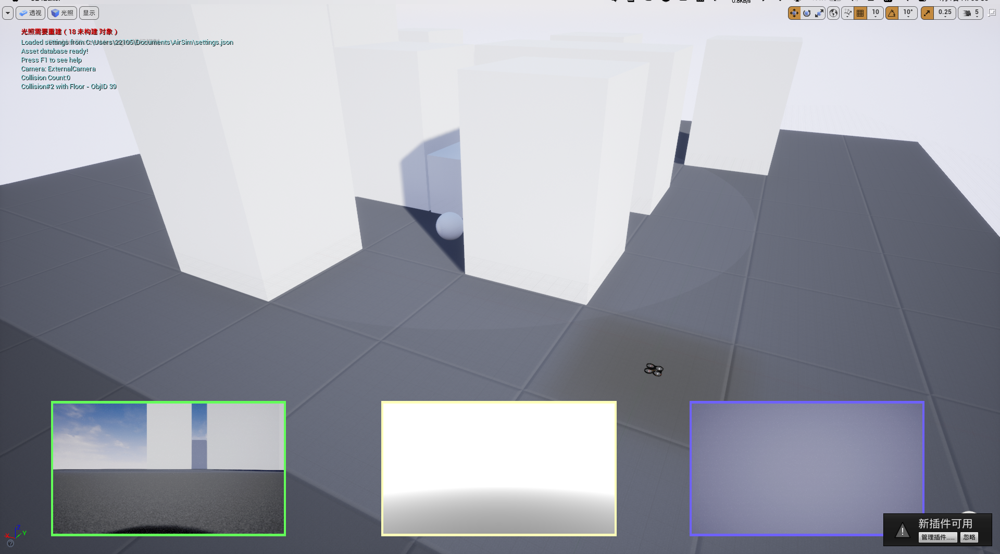 0.8KB/s
透视 光照 显示 10 10° 0.25 5
光照需要重建（18 未构建 对象）
Loaded settings from C:\Users\22105\Documents\AirSim\settings.json
Asset database ready!
Press F1 to see help
Camera: ExternalCamera
Collision Count:0
Collision#2 with Floor - ObjID 39
Z
X
Y
新插件可用
管理插件......
忽略